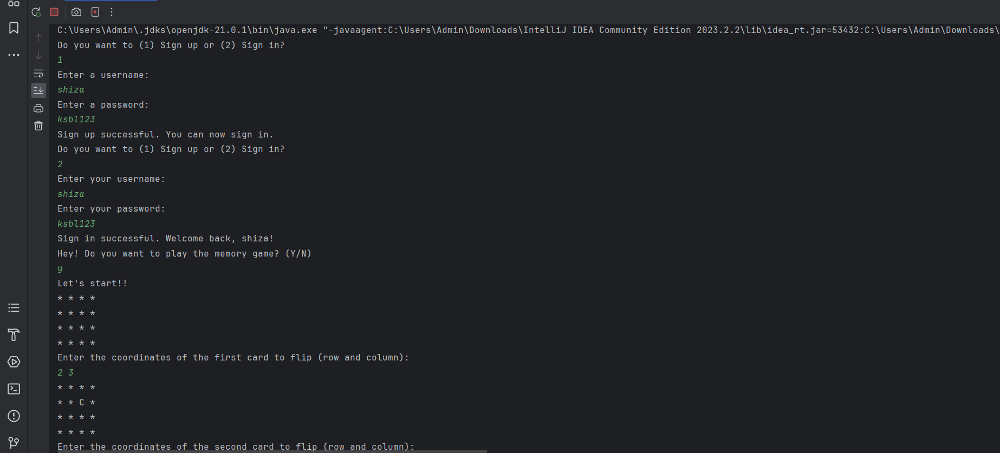 C:\Users\Admin\.jdks\openjdk-21.0.1\bin\java.exe "-javaagent:C:\Users\Admin\Downloads\IntelliJ IDEA Community Edition 2023.2.2\lib\idea_rt.jar=53432:C:\Users\Admin\Downloads\
Do you want to (1) Sign up or (2) Sign in?
1
Enter a username:
shiza
Enter a password:
ksbl123
Sign up successful. You can now sign in.
Do you want to (1) Sign up or (2) Sign in?
2
Enter your username:
shiza
Enter your password:
ksbl123
Sign in successful. Welcome back, shiza!
Hey! Do you want to play the memory game? (Y/N)
y
Let's start!!
* * * *
* * * *
* * * *
* * * *
Enter the coordinates of the first card to flip (row and column):
2 3
* * * *
* * C *
* * * *
* * * *
Enter the coordinates of the second card to flip (row and column):